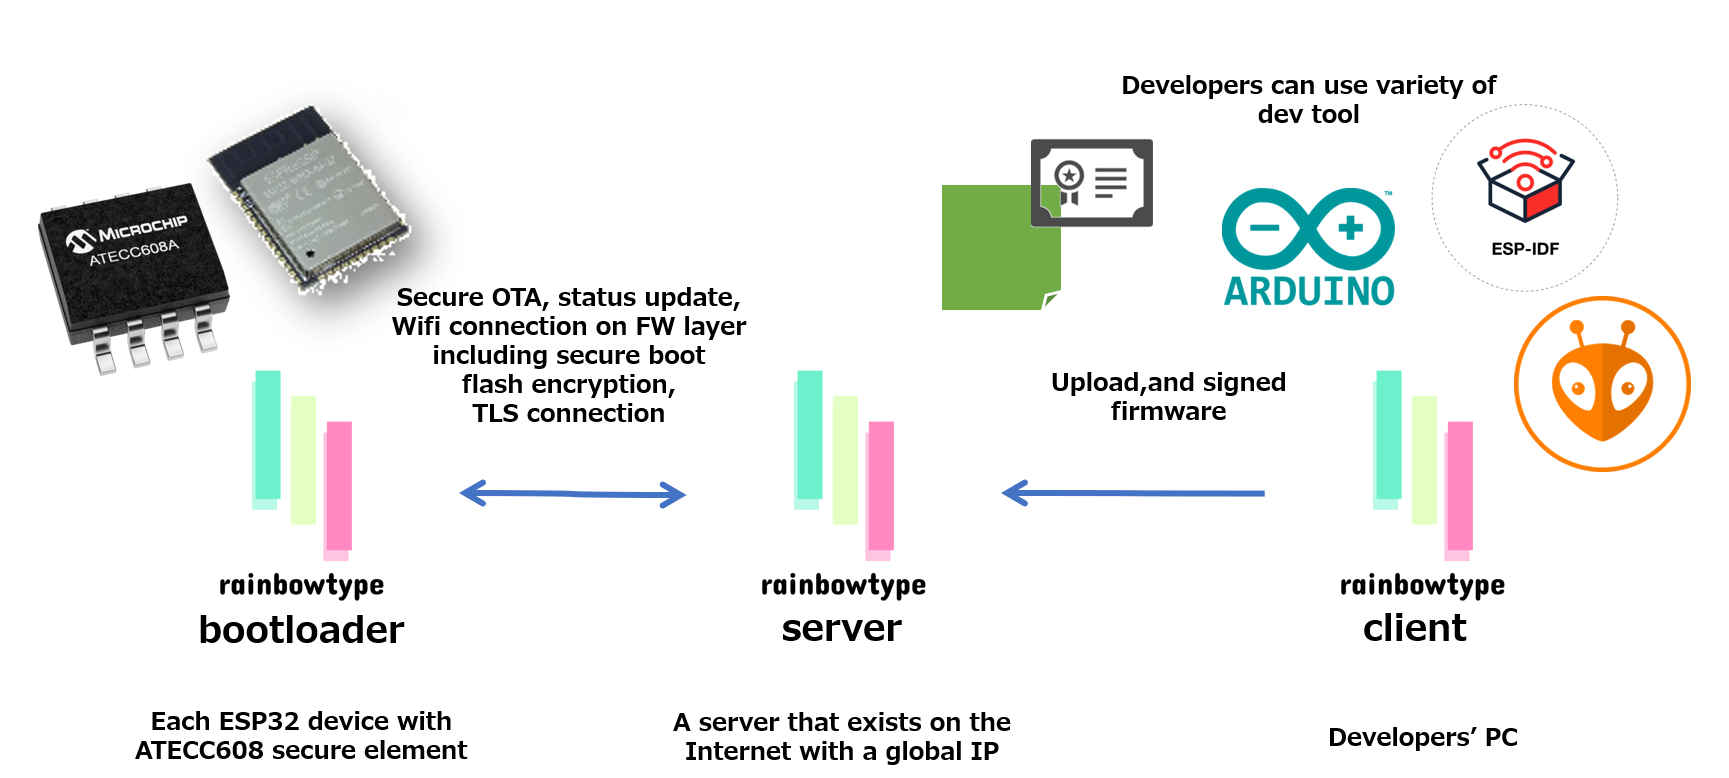 Developers can use variety of
dev tool
MICROCHIP
ATECC608A
ARDUINO
TM
ESP-IDF
Secure OTA, status update,
Wifi connection on FW layer
including secure boot
flash encryption,
TLS connection
Upload,and signed
firmware
rainbowtype
bootloader
rainbowtype
server
rainbowtype
client
Each ESP32 device with
ATECC608 secure element
A server that exists on the
Internet with a global IP
Developers’ PC